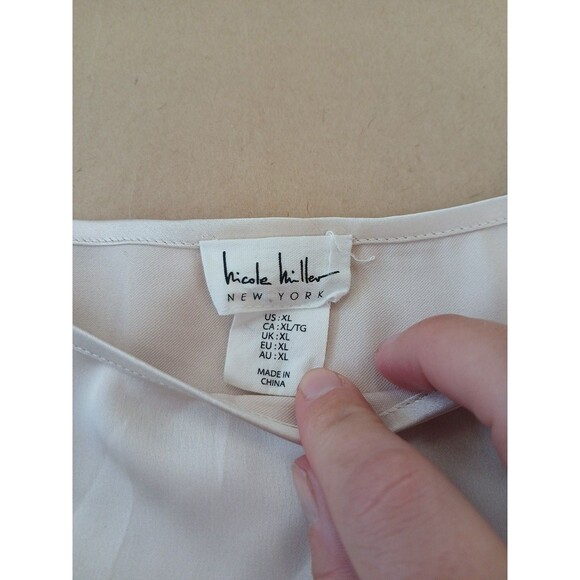 nicole miller
NEW YORK
US:XL
CA:XL/TG
UK:XL
EU:XL
AU:XL
MADE IN
CHINA